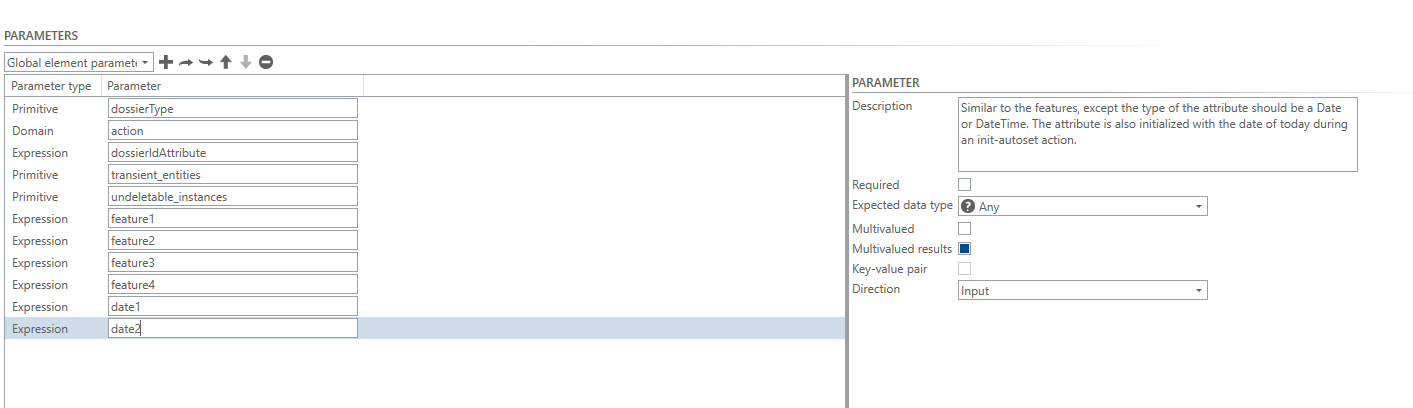 PARAMETERS
Global element paramete
Parameter type Parameter
Primitive dossierType
Domain action
Expression dossierIdAttribute
Primitive transient_entities
Primitive undeletable_instances
Expression feature1
Expression feature2
Expression feature3
Expression feature4
Expression date1
Expression date2
PARAMETER
Description Similar to the features, except the type of the attribute should be a Date
or DateTime. The attribute is also initialized with the date of today during
an init-autoset action.
Required
Expected data type ? Any
Multivalued
Multivalued results
Key-value pair
Direction Input